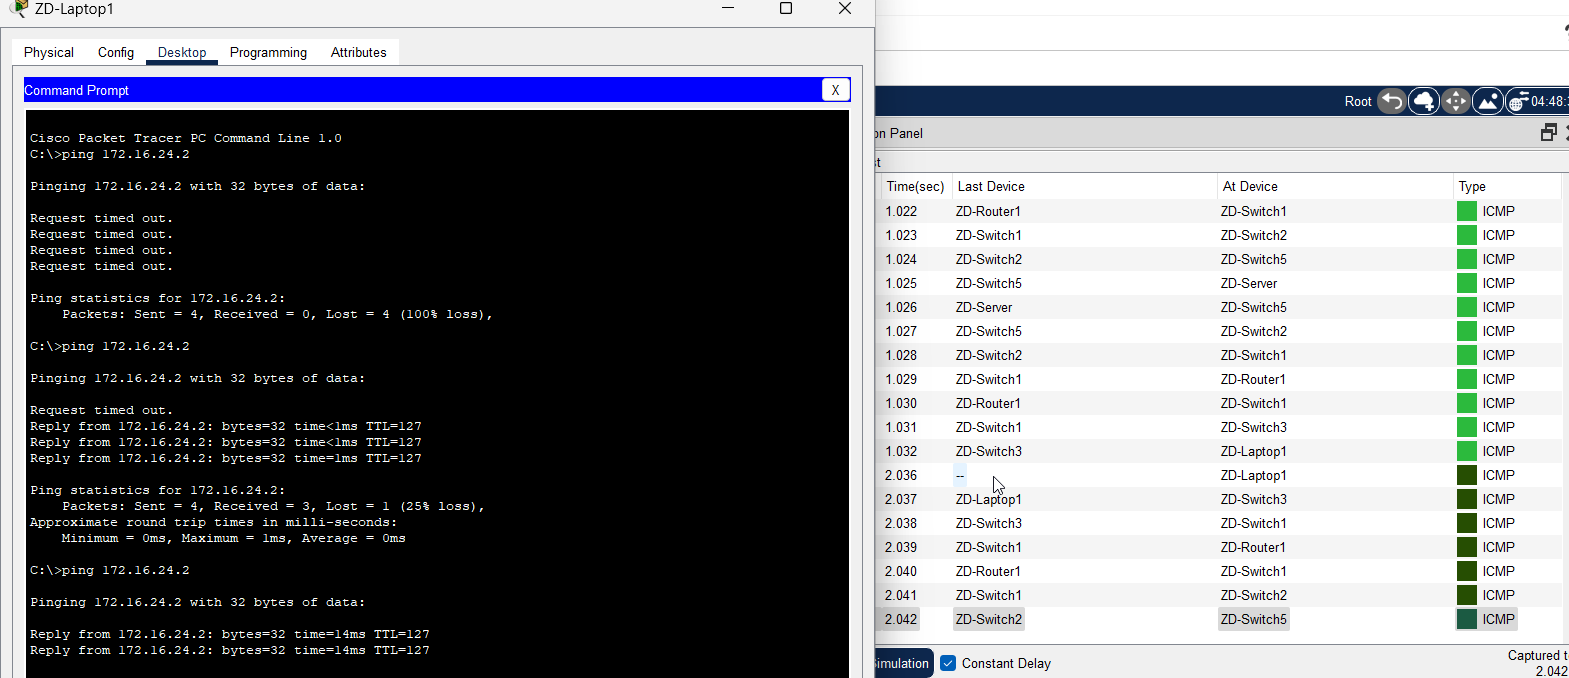 ZD-Laptop1
Physical Config Desktop Programming Attributes
Command Prompt X
Cisco Packet Tracer PC Command Line 1.0
C:\>ping 172.16.24.2
Pinging 172.16.24.2 with 32 bytes of data:
Request timed out.
Request timed out.
Request timed out.
Request timed out.
Ping statistics for 172.16.24.2:
Packets: Sent = 4, Received = 0, Lost = 4 (100% loss),
C:\>ping 172.16.24.2
Pinging 172.16.24.2 with 32 bytes of data:
Request timed out.
Reply from 172.16.24.2: bytes=32 time<1ms TTL=127
Reply from 172.16.24.2: bytes=32 time<1ms TTL=127
Reply from 172.16.24.2: bytes=32 time=1ms TTL=127
Ping statistics for 172.16.24.2:
Packets: Sent = 4, Received = 3, Lost = 1 (25% loss),
Approximate round trip times in milli-seconds:
Minimum = 0ms, Maximum = 1ms, Average = 0ms
C:\>ping 172.16.24.2
Pinging 172.16.24.2 with 32 bytes of data:
Reply from 172.16.24.2: bytes=32 time=14ms TTL=127
Reply from 172.16.24.2: bytes=32 time=14ms TTL=127
Root 04:48:
on Panel
st
Time(sec) Last Device At Device Type
1.022 ZD-Router1 ZD-Switch1 ICMP
1.023 ZD-Switch1 ZD-Switch2 ICMP
1.024 ZD-Switch2 ZD-Switch5 ICMP
1.025 ZD-Switch5 ZD-Server ICMP
1.026 ZD-Server ZD-Switch5 ICMP
1.027 ZD-Switch5 ZD-Switch2 ICMP
1.028 ZD-Switch2 ZD-Switch1 ICMP
1.029 ZD-Switch1 ZD-Router1 ICMP
1.030 ZD-Router1 ZD-Switch1 ICMP
1.031 ZD-Switch1 ZD-Switch3 ICMP
1.032 ZD-Switch3 ZD-Laptop1 ICMP
2.036 -- ZD-Laptop1 ICMP
2.037 ZD-Laptop1 ZD-Switch3 ICMP
2.038 ZD-Switch3 ZD-Switch1 ICMP
2.039 ZD-Switch1 ZD-Router1 ICMP
2.040 ZD-Router1 ZD-Switch1 ICMP
2.041 ZD-Switch1 ZD-Switch2 ICMP
2.042 ZD-Switch2 ZD-Switch5 ICMP
Simulation Constant Delay Captured t
2.042